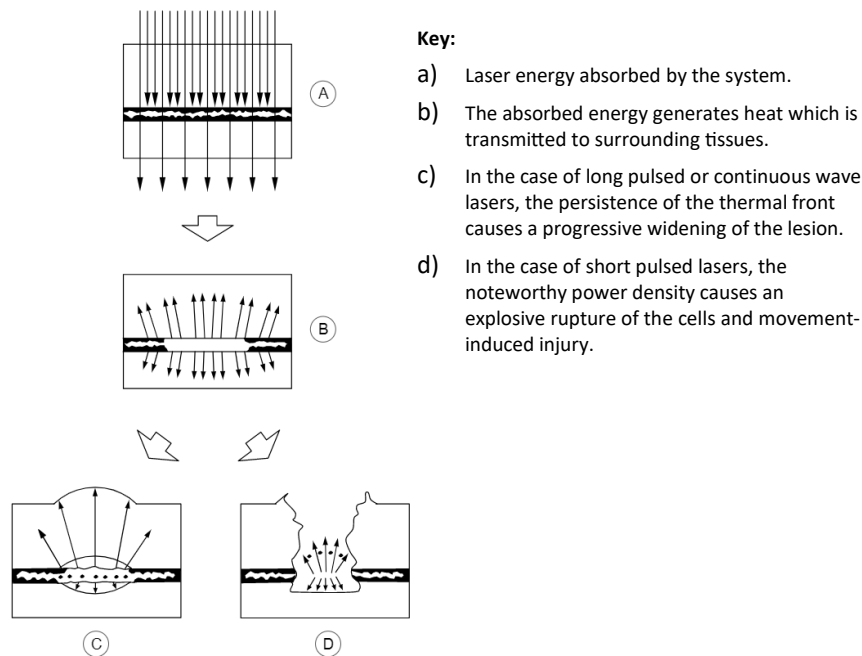 A
B
C
D
Key:
a) Laser energy absorbed by the system.
b) The absorbed energy generates heat which is
transmitted to surrounding tissues.
c) In the case of long pulsed or continuous wave
lasers, the persistence of the thermal front
causes a progressive widening of the lesion.
d) In the case of short pulsed lasers, the
noteworthy power density causes an
explosive rupture of the cells and movement-
induced injury.